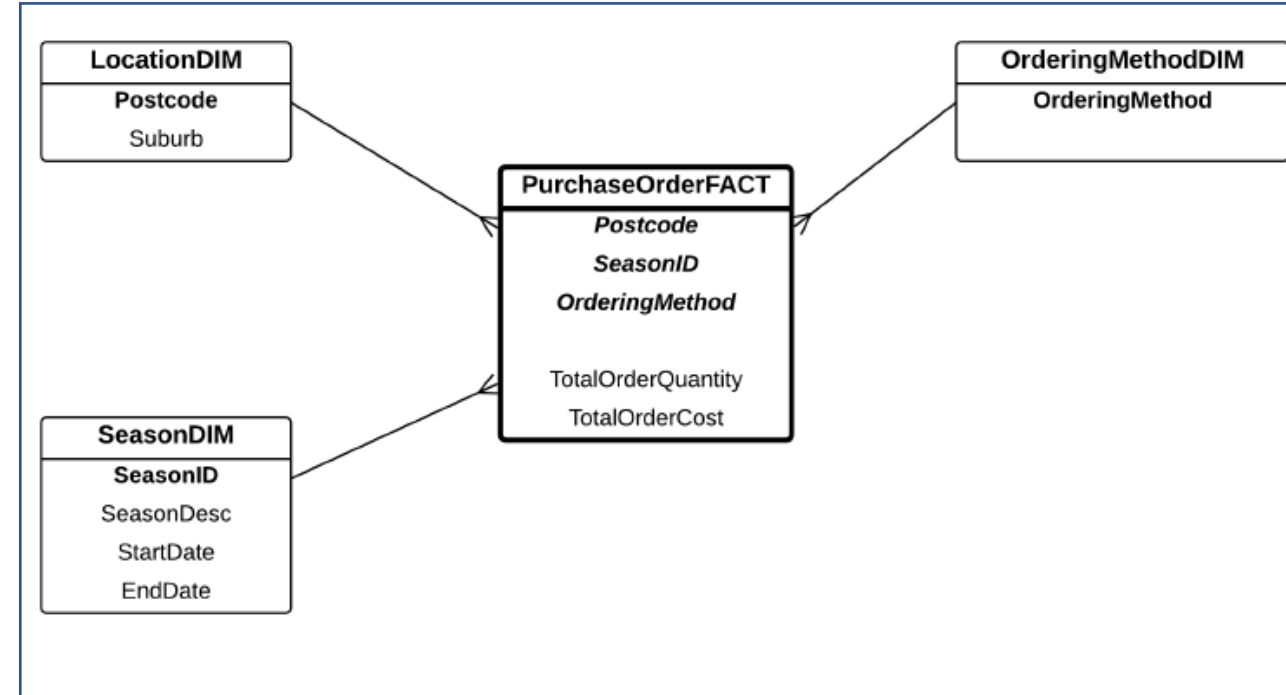 LocationDIM
Postcode
Suburb
OrderingMethodDIM
OrderingMethod
PurchaseOrderFACT
Postcode
SeasonID
OrderingMethod
TotalOrderQuantity
TotalOrderCost
SeasonDIM
SeasonID
SeasonDesc
StartDate
EndDate